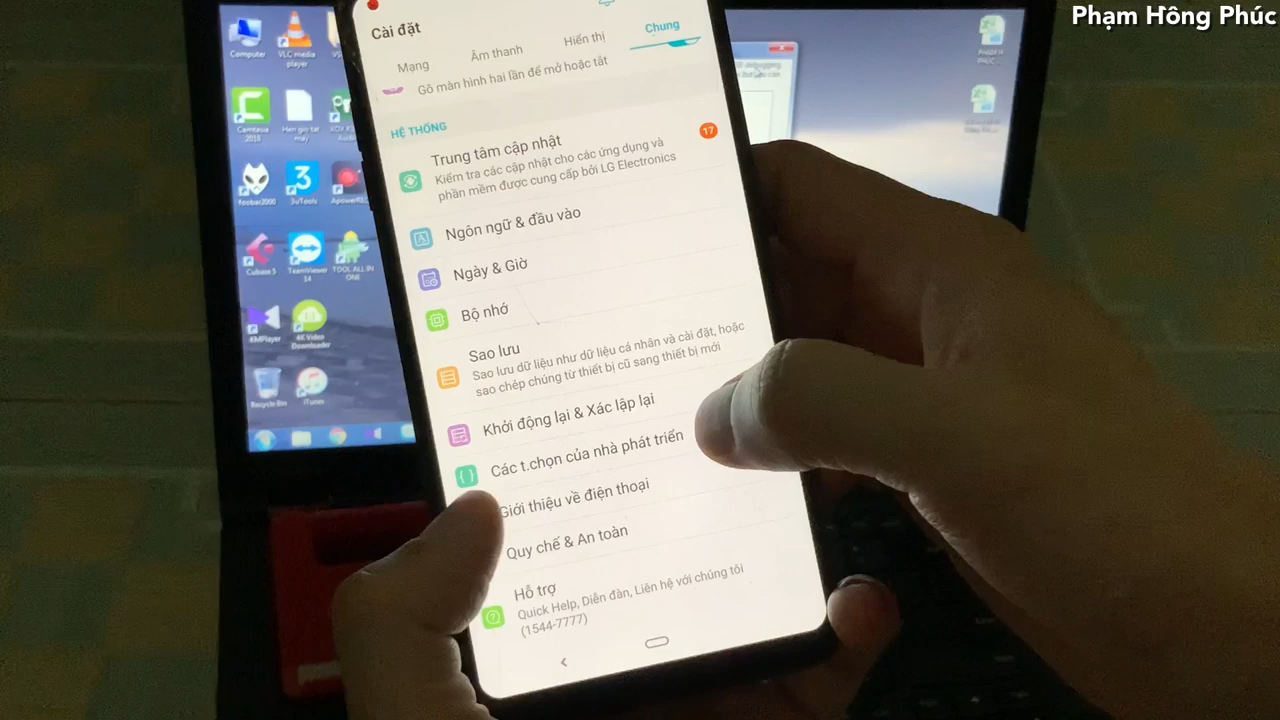 Phạm Hông Phúc
Cài đặt
Mạng
Âm thanh
Hiển thị
Chung
Gõ màn hình hai lần để mở hoặc tắt
HỆ THỐNG
Trung tâm cập nhật
17
Kiểm tra các cập nhật cho các ứng dụng và
phần mềm được cung cấp bởi LG Electronics
Ngôn ngữ & đầu vào
Ngày & Giờ
Bộ nhớ
Sao lưu
Sao lưu dữ liệu như dữ liệu cá nhân và cài đặt, hoặc
sao chép chúng từ thiết bị cũ sang thiết bị mới
Khởi động lại & Xác lập lại
Các t.chọn của nhà phát triển
Giới thiệu về điện thoại
Quy chế & An toàn
Hỗ trợ
Quick Help, Diễn đàn, Liên hệ với chúng tôi
(1544-7777)
Computer
VLC media
player
Camtasia
2018
Hen gio tat
may
foobar2000
3uTools
Cubase 5
TeamViewer
14
TOOL ALL IN
ONE
KMPlayer
4K Video
Downloader
Recycle Bin
iTunes